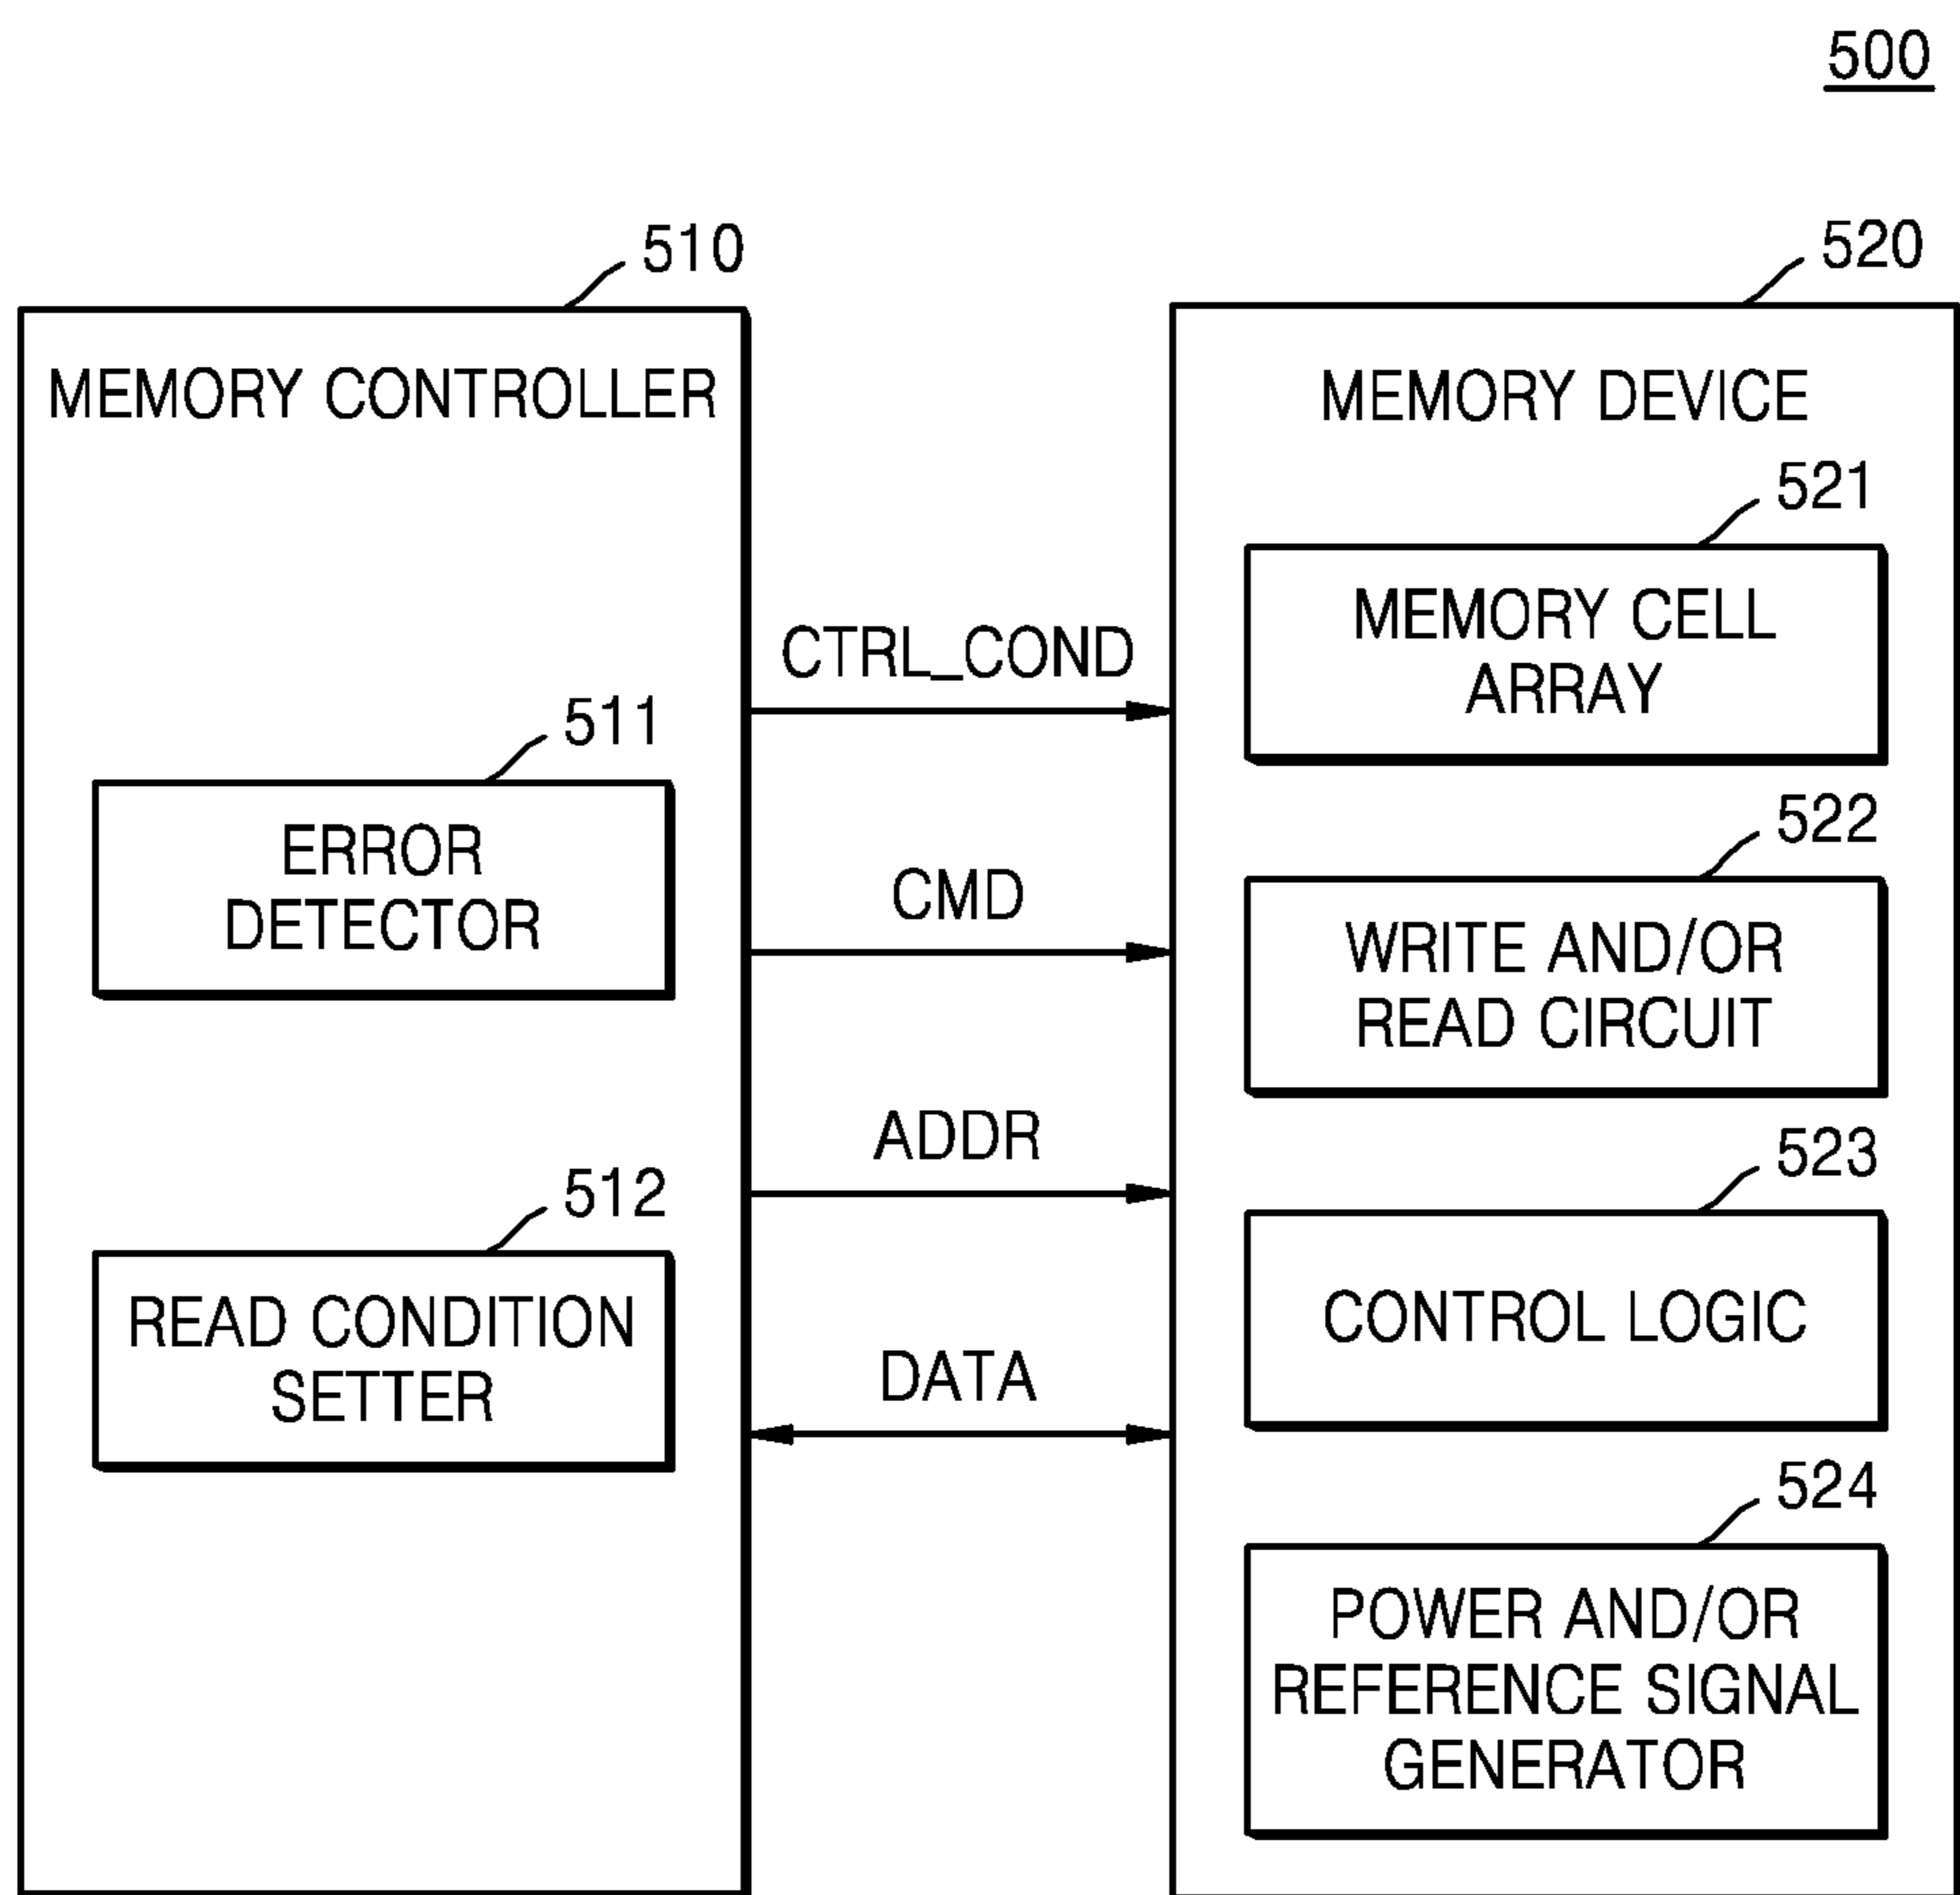 500
510
MEMORY CONTROLLER
511
ERROR
DETECTOR
512
READ CONDITION
SETTER
CTRL_COND
CMD
ADDR
DATA
520
MEMORY DEVICE
521
MEMORY CELL
ARRAY
522
WRITE AND/OR
READ CIRCUIT
523
CONTROL LOGIC
524
POWER AND/OR
REFERENCE SIGNAL
GENERATOR